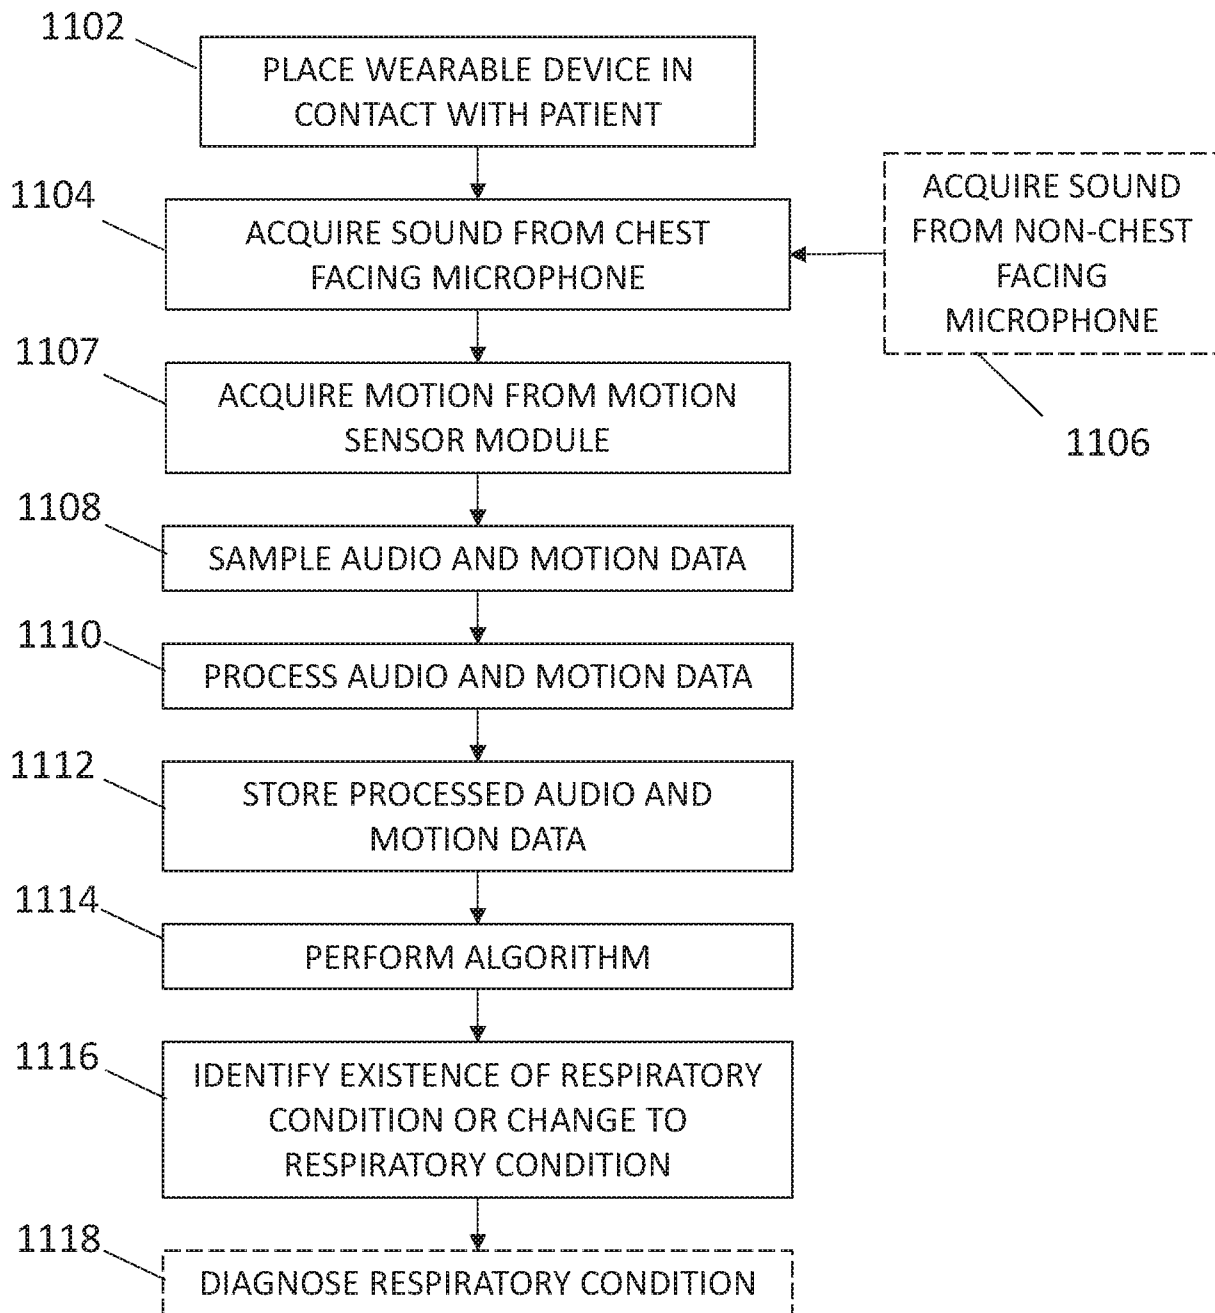 1102
PLACE WEARABLE DEVICE IN
CONTACT WITH PATIENT
1104
ACQUIRE SOUND FROM CHEST
FACING MICROPHONE
ACQUIRE SOUND
FROM NON-CHEST
FACING
MICROPHONE
1106
1107
ACQUIRE MOTION FROM MOTION
SENSOR MODULE
1108
SAMPLE AUDIO AND MOTION DATA
1110
PROCESS AUDIO AND MOTION DATA
1112
STORE PROCESSED AUDIO AND
MOTION DATA
1114
PERFORM ALGORITHM
1116
IDENTIFY EXISTENCE OF RESPIRATORY
CONDITION OR CHANGE TO
RESPIRATORY CONDITION
1118
DIAGNOSE RESPIRATORY CONDITION